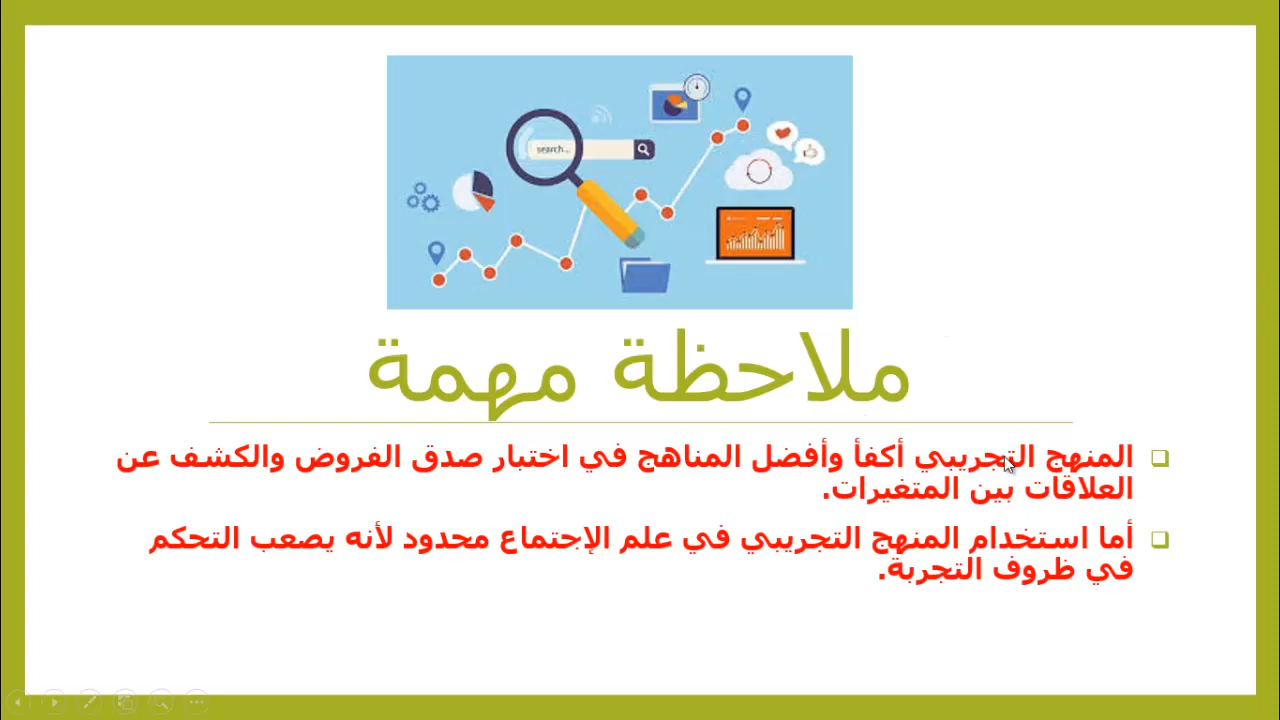 search...
ملاحظة مهمة
المنهج التجريبي أكفأ وأفضل المناهج في اختبار صدق الفروض والكشف عن
العلاقات بين المتغيرات.
أما استخدام المنهج التجريبي في علم الإجتماع محدود لأنه يصعب التحكم
في ظروف التجربة.